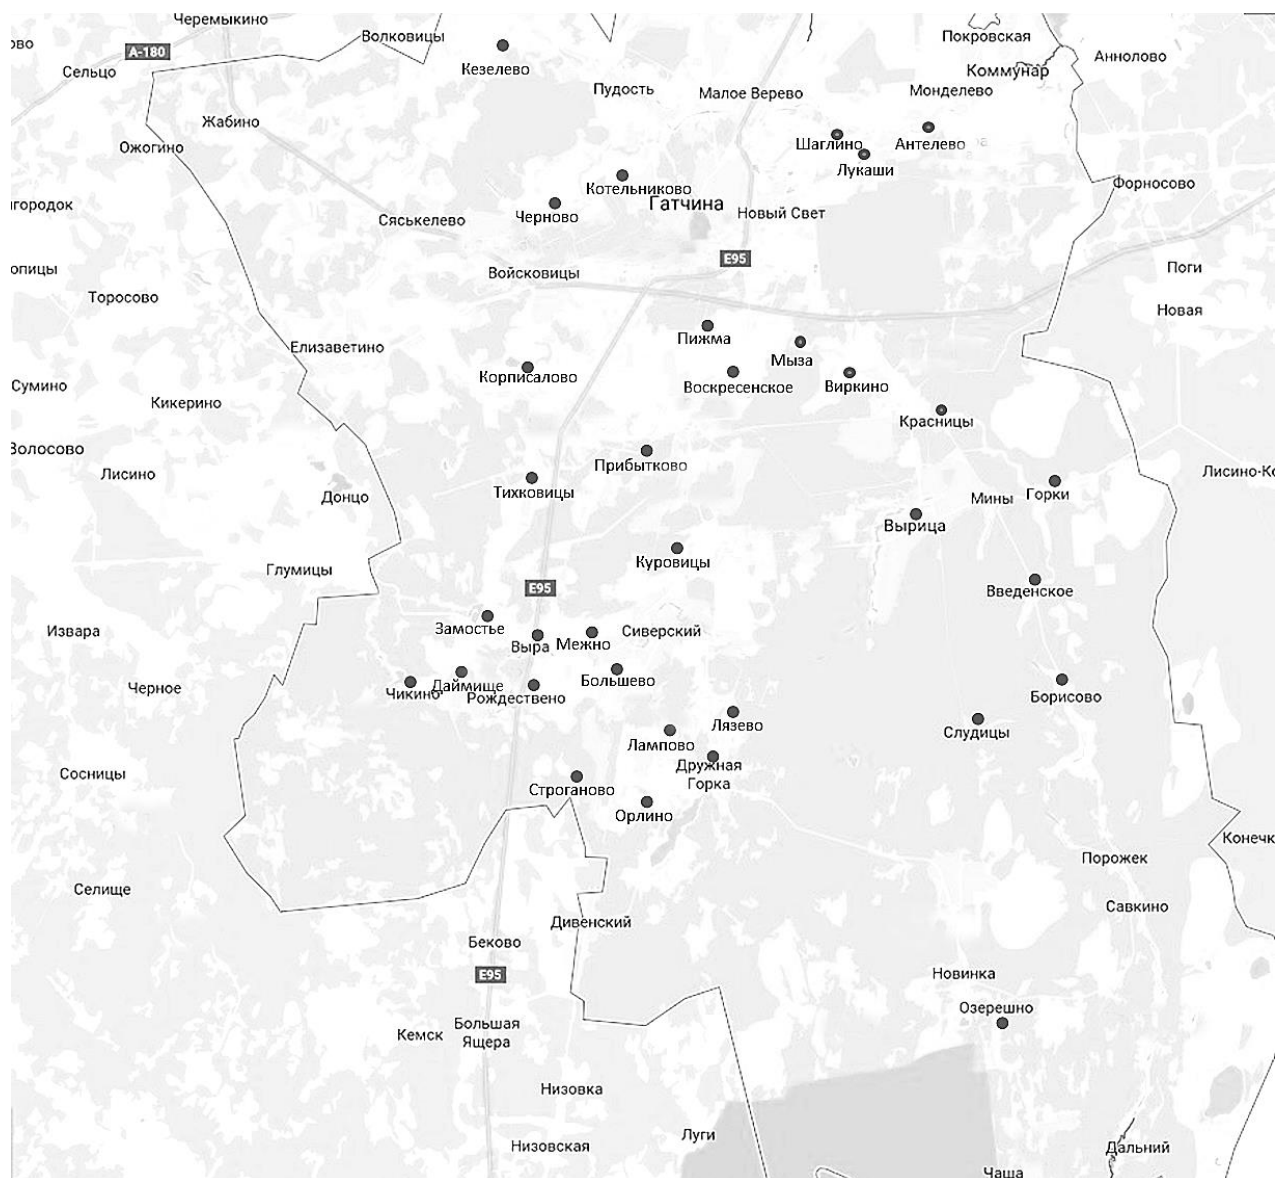 Черемыкино
Волковицы
Покровская
ово
А-180
Аннолово
Сельцо
Кезелево
Коммунар
Пудость
Малое Верево
Монделево
Жабино
Ожогино
Шаглино
Антелево
Лукаши
Форносово
Котельниково
Гатчина
городок
Черново
Новый Свет
Сяськелево
E95
опицы
Войсковицы
Поги
Торосово
Новая
Пижма
Елизаветино
Мыза
Корписалово
Воскресенское
Виркино
Сумино
Кикерино
Красницы
Волосово
Прибытково
Лисино
Лисино-Ко
Тихковицы
Донцо
Мины
Горки
Вырица
Куровицы
Глумицы
E95
Введенское
Извара
Замостье
Сиверский
Выра
Межно
Черное
Чикино
Даймище
Рождествено
Большево
Борисово
Лязево
Слудицы
Лампово
Дружная
Горка
Сосницы
Строганово
Орлино
Конечк
Порожек
Селище
Савкино
Дивенский
Беково
E95
Новинка
Озерешно
Кемск
Большая
Ящера
Низовка
Низовская
Луги
Дальний
Чаша